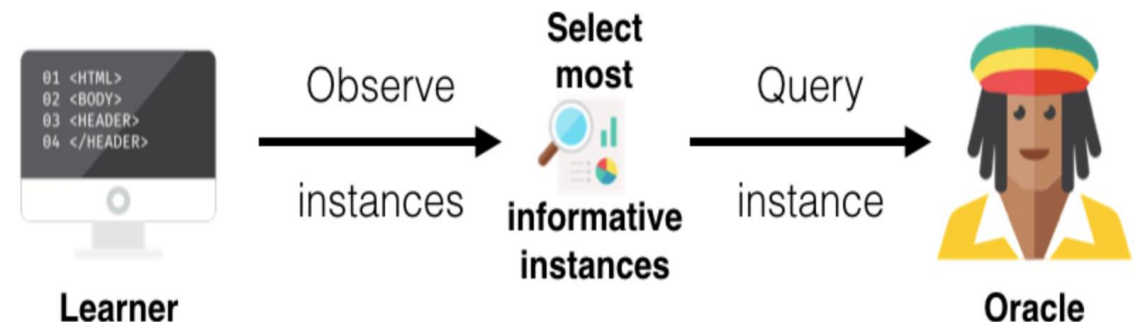 01 <HTML>
02 <BODY>
03 <HEADER>
04 </HEADER>
Learner
Observe
instances
Select
most
informative
instances
Query
instance
Oracle